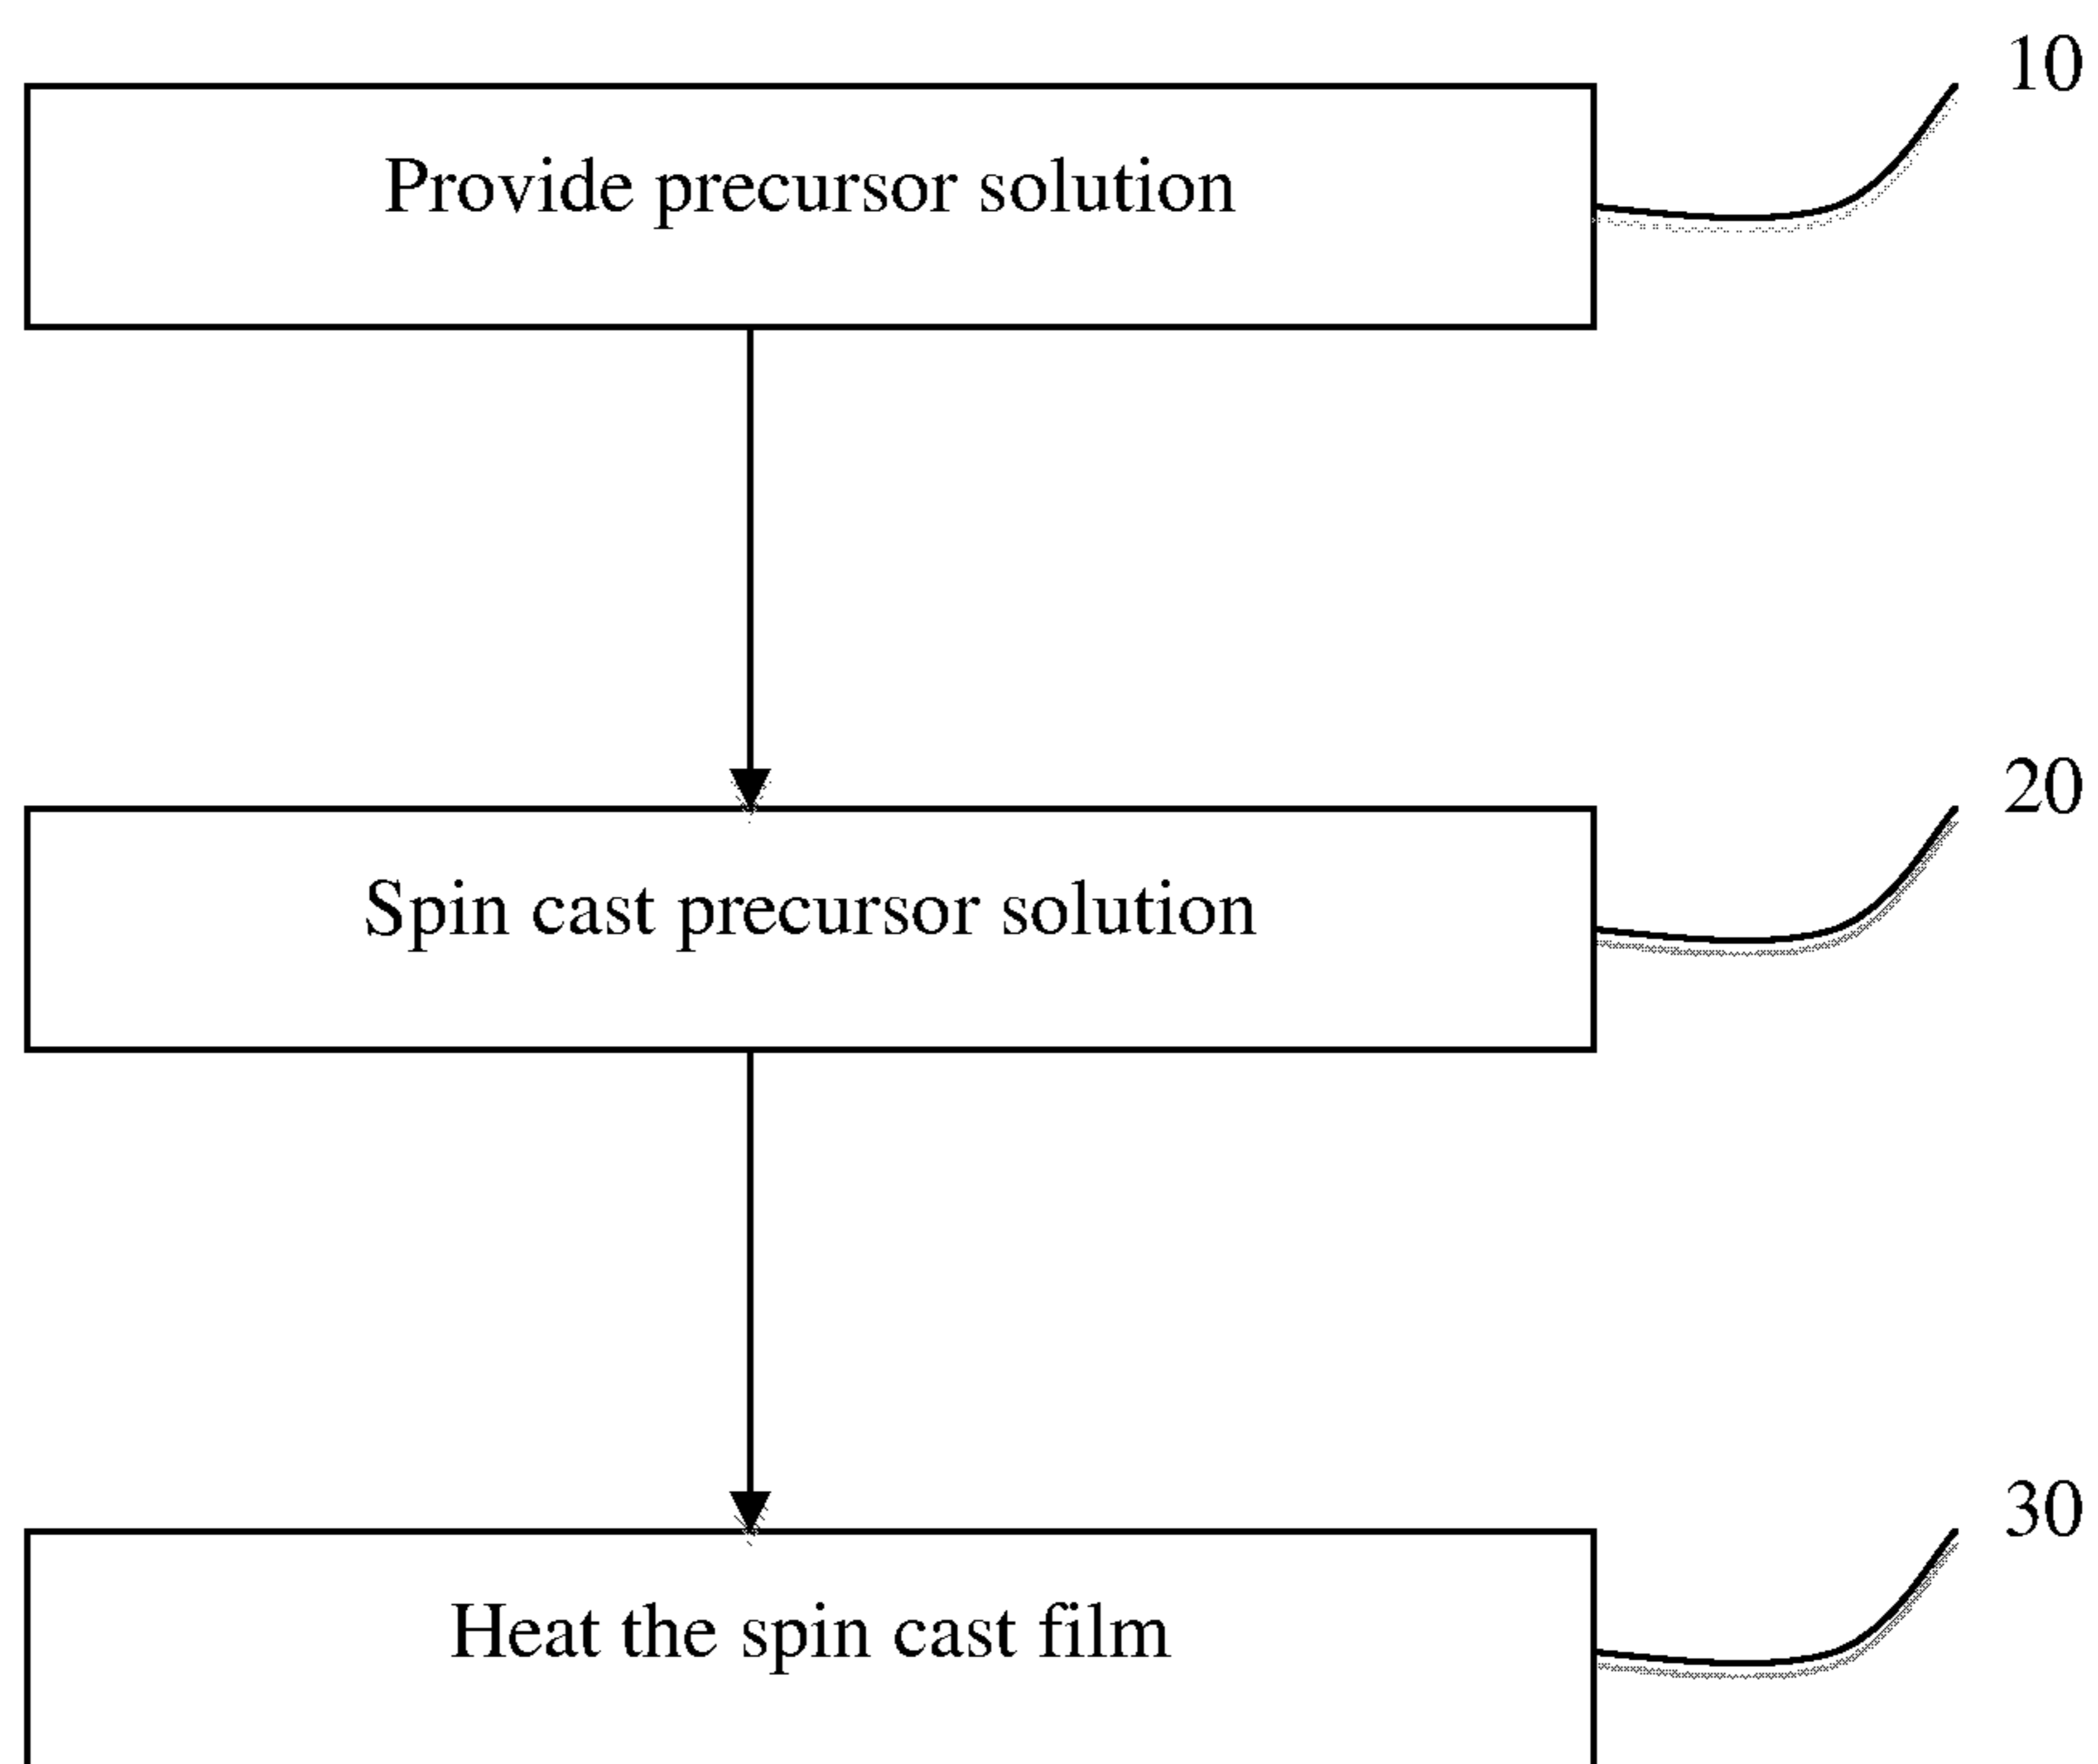 10
Provide precursor solution
20
Spin cast precursor solution
30
Heat the spin cast film